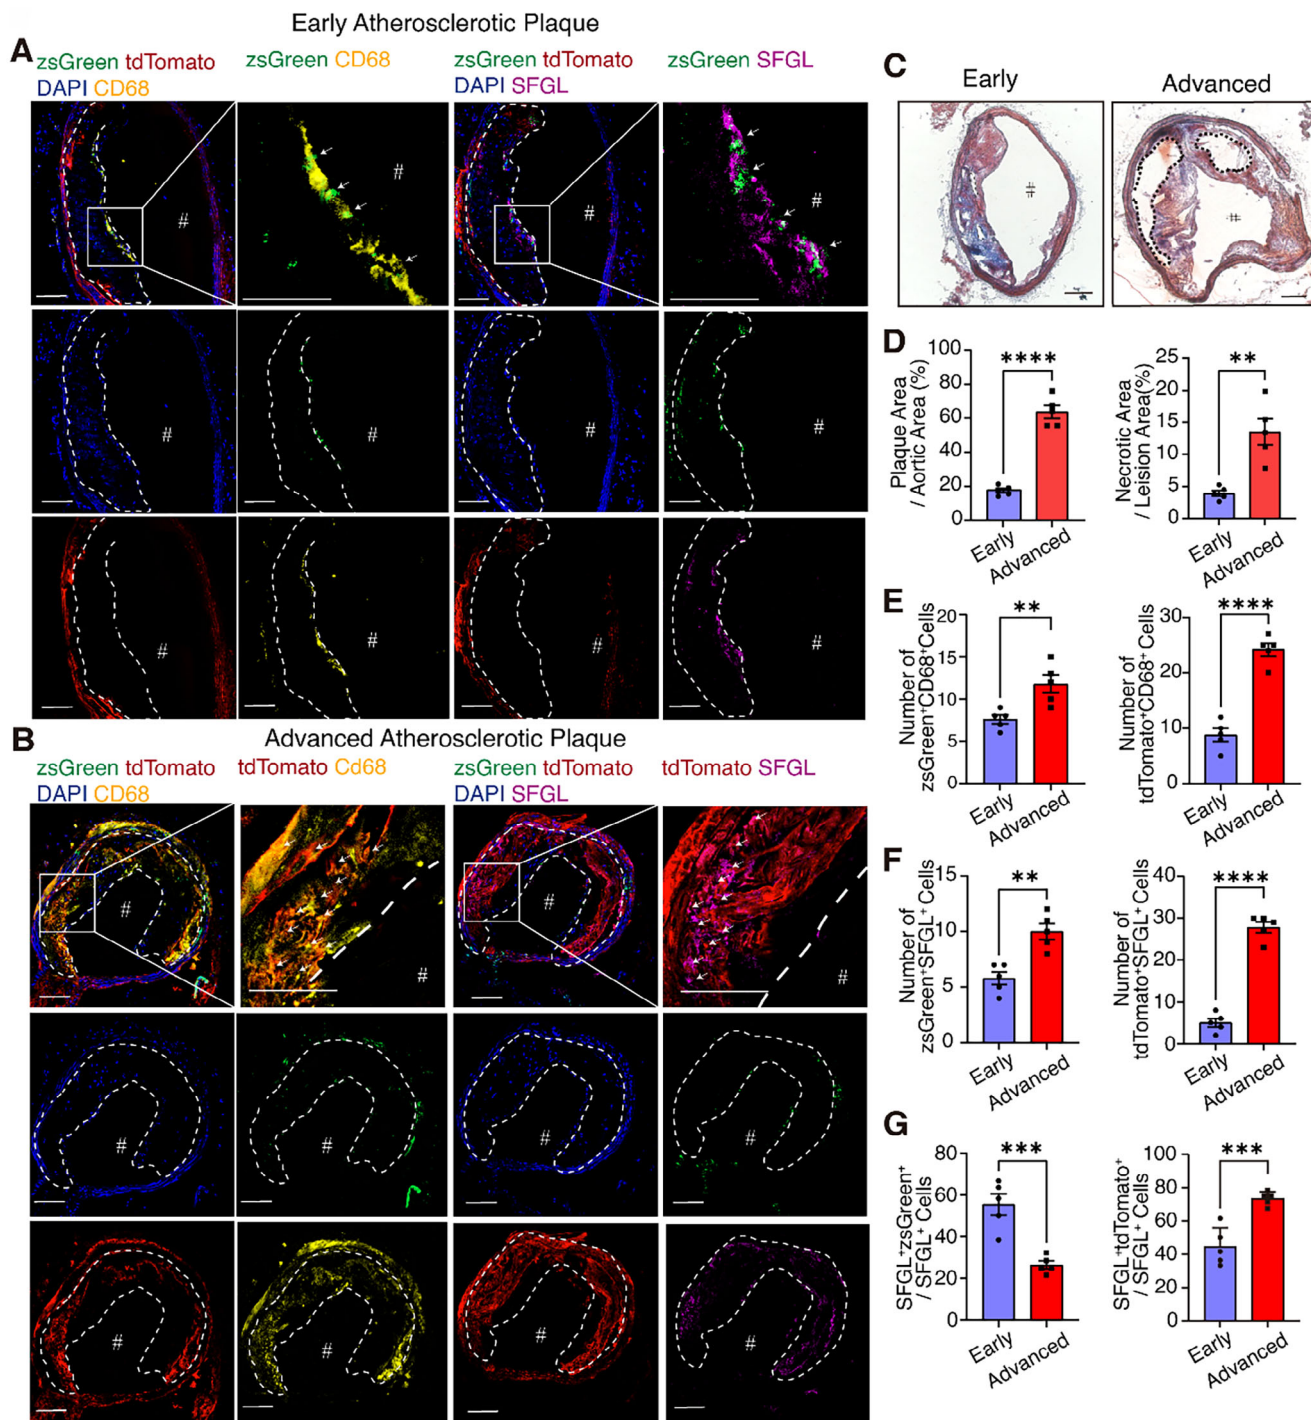 Early Atherosclerotic Plaque
A
zsGreen tdTomato
DAPI CD68
zsGreen CD68
zsGreen tdTomato
DAPI SFGL
zsGreen SFGL
#
#
#
#
#
#
#
#
#
#
#
#
B
Advanced Atherosclerotic Plaque
zsGreen tdTomato
DAPI CD68
tdTomato Cd68
zsGreen tdTomato
DAPI SFGL
tdTomato SFGL
#
#
#
#
#
#
#
#
#
#
#
#
C
Early
Advanced
#
#
D
Plaque Area
/ Aortic Area (%)
100
80
60
40
20
0
****
Early
Advanced
Necrotic Area
/ Leision Area(%)
25
20
15
10
5
0
**
Early
Advanced
E
Number of
zsGreen⁺CD68⁺Cells
20
15
10
5
0
**
Early
Advanced
Number of
tdTomato⁺CD68⁺ Cells
30
20
10
0
****
Early
Advanced
F
Number of
zsGreen⁺SFGL⁺ Cells
15
10
5
0
**
Early
Advanced
Number of
tdTomato⁺SFGL⁺ Cells
40
30
20
10
0
****
Early
Advanced
G
SFGL⁺zsGreen⁺
/ SFGL⁺ Cells
80
60
40
20
0
***
Early
Advanced
SFGL⁺tdTomato⁺
/ SFGL⁺ Cells
100
80
60
40
20
0
***
Early
Advanced